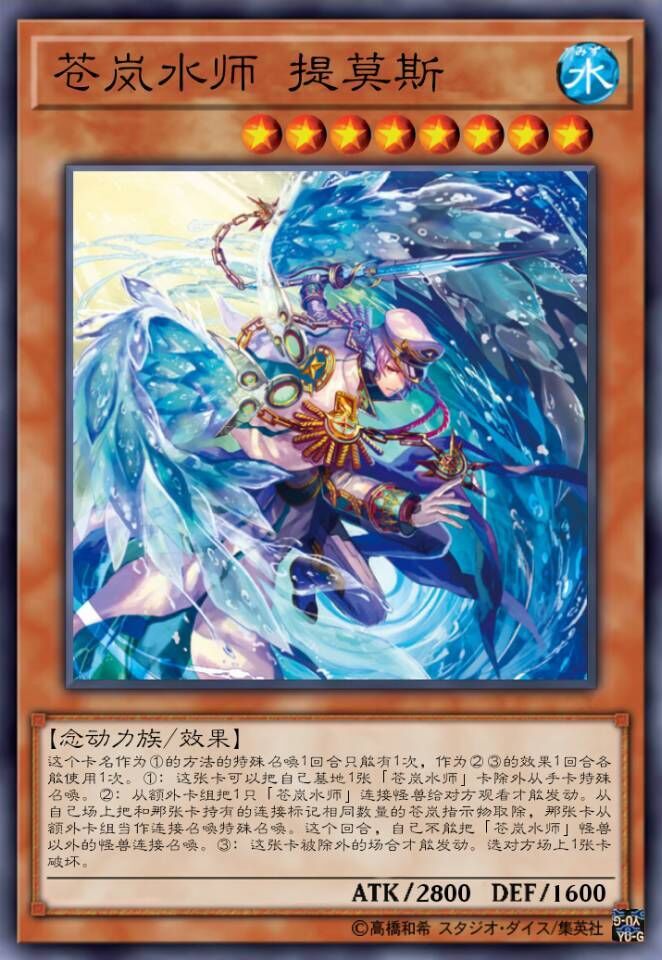 苍岚水师 提莫斯
みず
水
【念动力族/效果】
这个卡名作为①的方法的特殊召唤1回合只能有1次，作为②③的效果1回合各
能使用1次。①：这张卡可以把自己墓地1张「苍岚水师」卡除外从手卡特殊
召唤。②：从额外卡组把1只「苍岚水师」连接怪兽给对方观看才能发动。从
自己场上把和那张卡持有的连接标记相同数量的苍岚指示物取除，那张卡从
额外卡组当作连接召唤特殊召唤。这个回合，自己不能把「苍岚水师」怪兽
以外的怪兽连接召唤。③：这张卡被除外的场合才能发动。选对方场上1张卡
破坏。
ATK/2800 DEF/1600
©高橋和希 スタジオ・ダイス/集英社